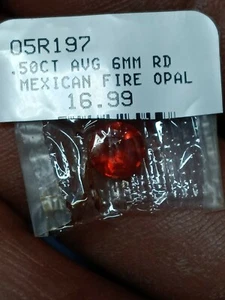 05R197
.50CT AVG 6MM RD
MEXICAN FIRE OPAL
16.99